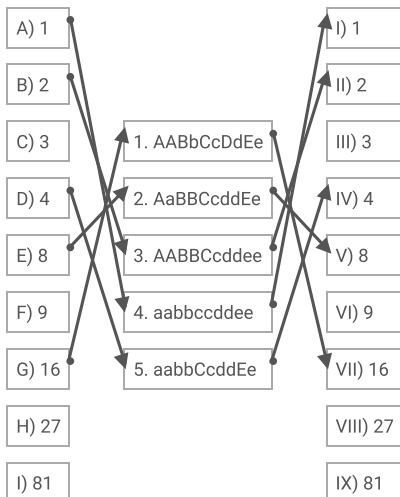 A) 1
B) 2
C) 3
D) 4
E) 8
F) 9
G) 16
H) 27
I) 81
1. AABbCcDdEe
2. AaBBCcddEe
3. AABBCcddee
4. aabbccddee
5. aabbCcddEe
I) 1
II) 2
III) 3
IV) 4
V) 8
VI) 9
VII) 16
VIII) 27
IX) 81